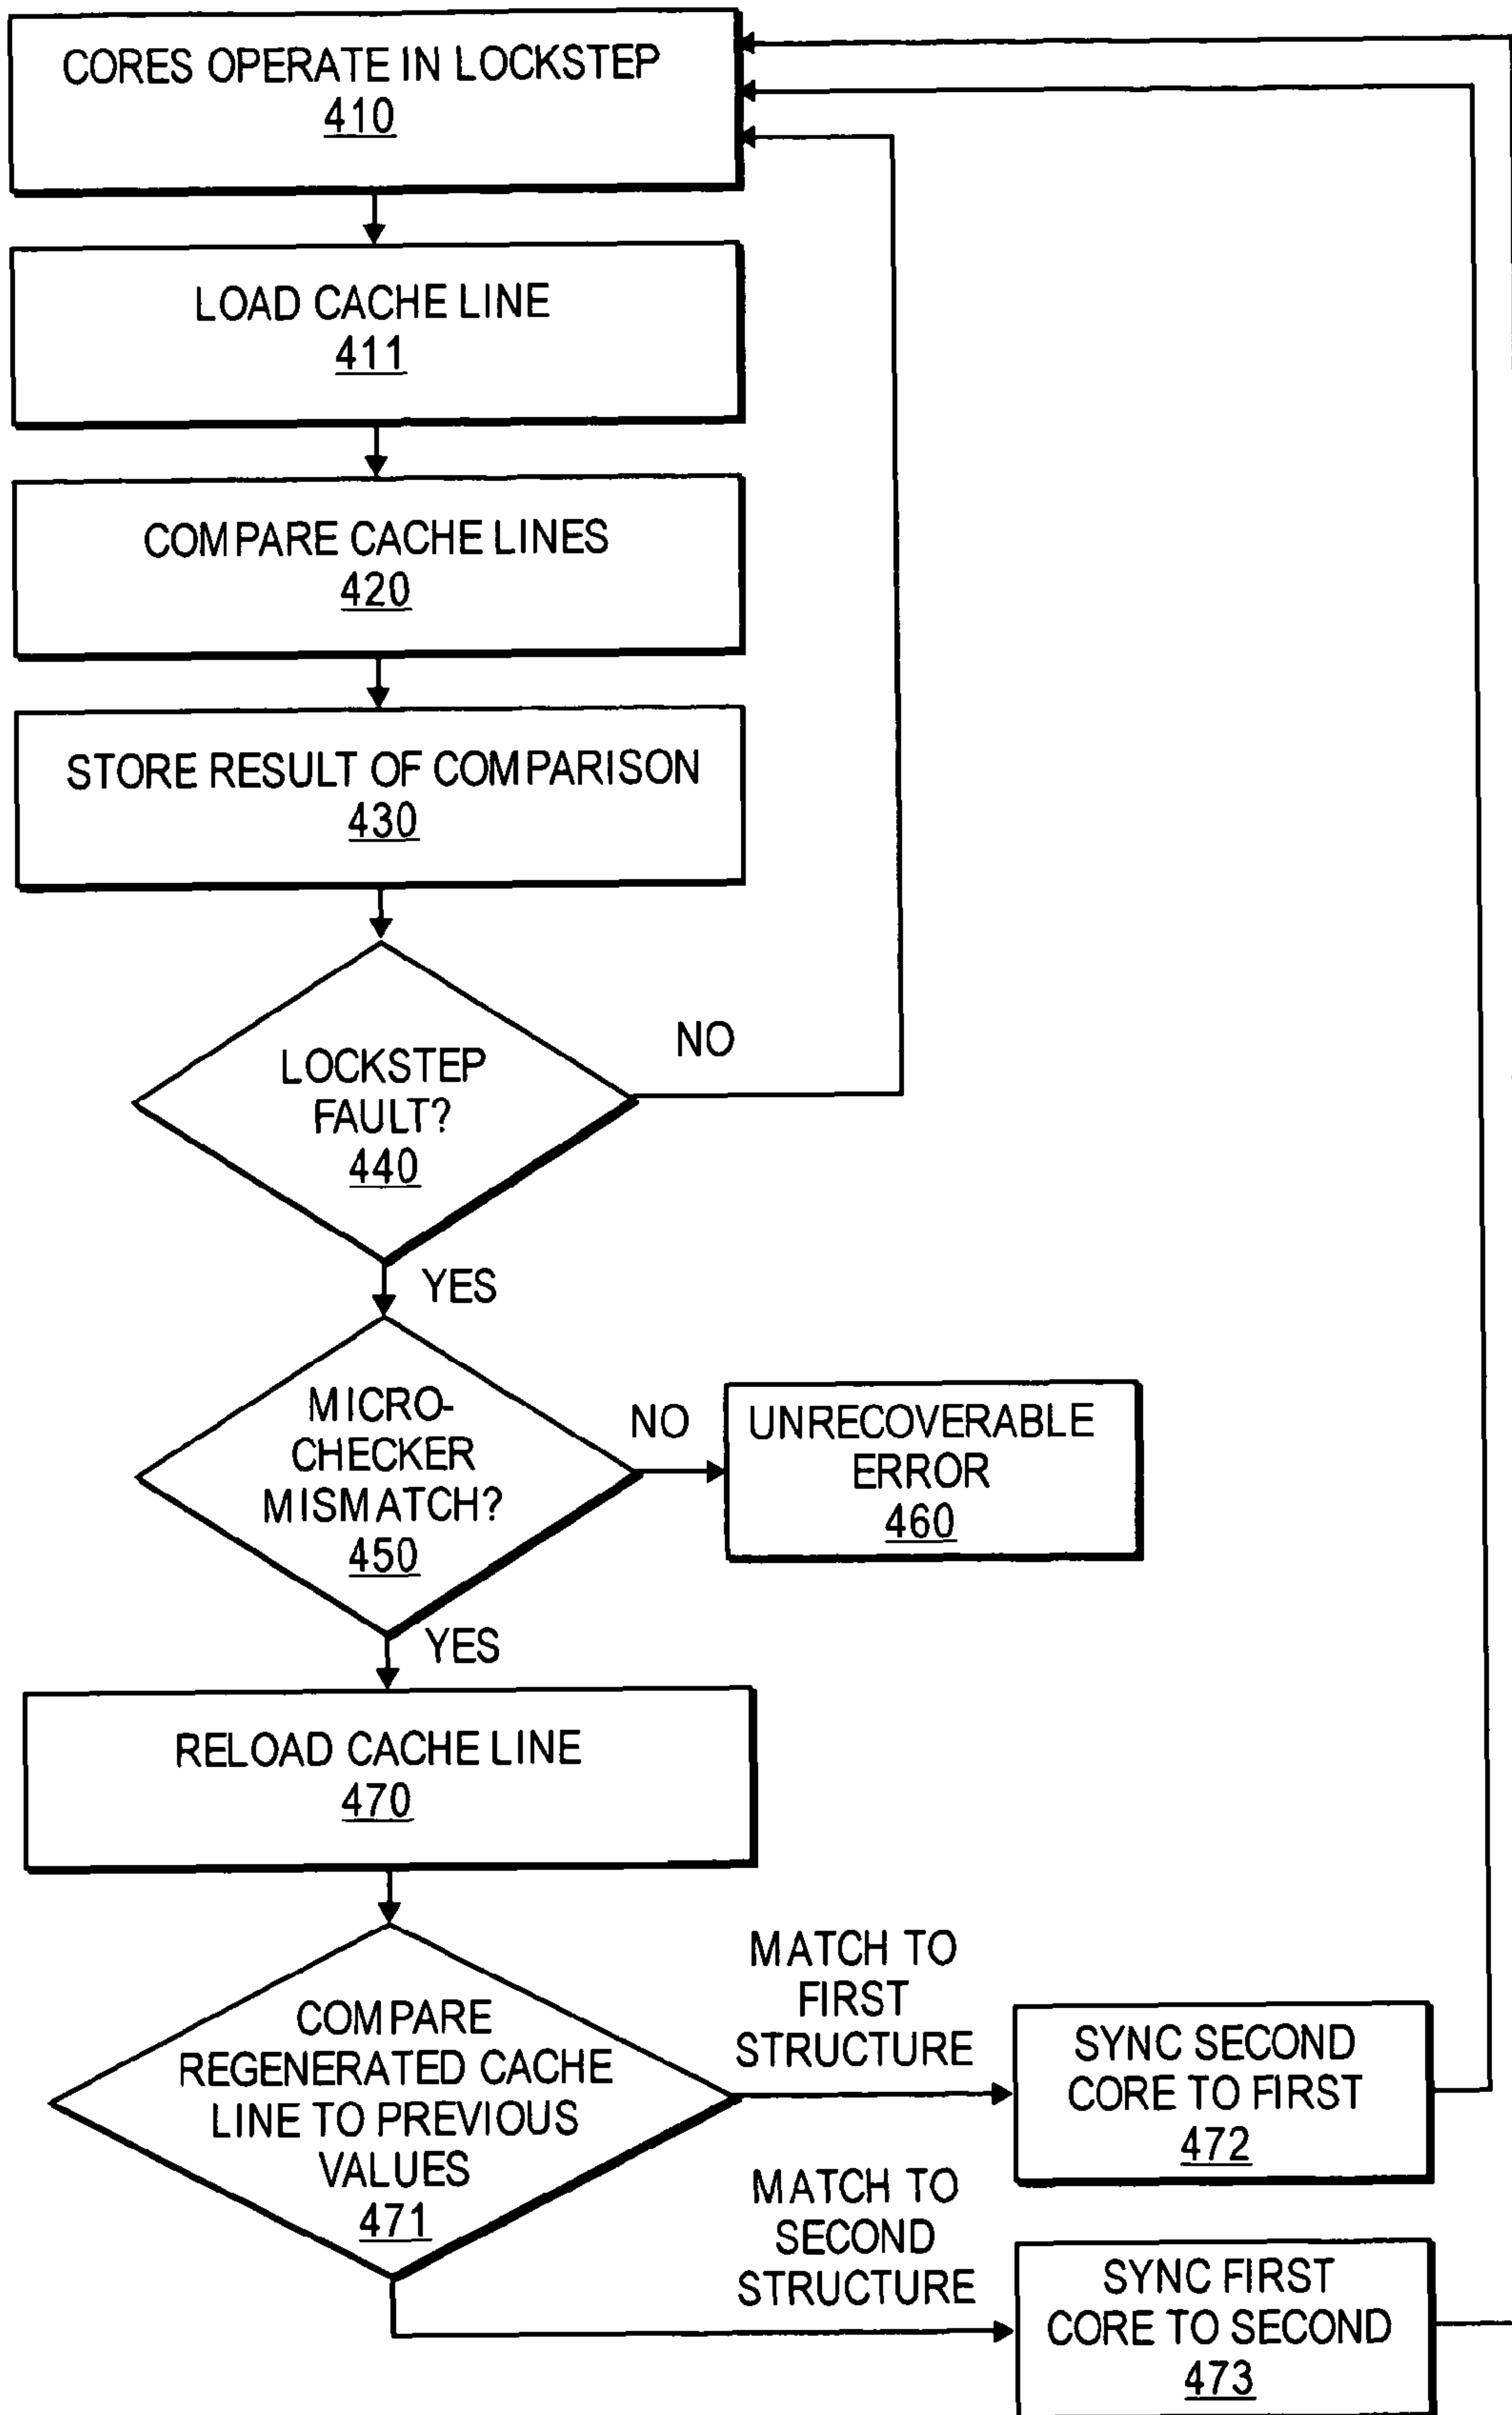 CORES OPERATE IN LOCKSTEP
410
LOAD CACHE LINE
411
COMPARE CACHE LINES
420
STORE RESULT OF COMPARISON
430
LOCKSTEP
FAULT?
440
NO
YES
MICRO-
CHECKER
MISMATCH?
450
NO
UNRECOVERABLE
ERROR
460
YES
RELOAD CACHE LINE
470
COMPARE
REGENERATED CACHE
LINE TO PREVIOUS
VALUES
471
MATCH TO
FIRST
STRUCTURE
SYNC SECOND
CORE TO FIRST
472
MATCH TO
SECOND
STRUCTURE
SYNC FIRST
CORE TO SECOND
473